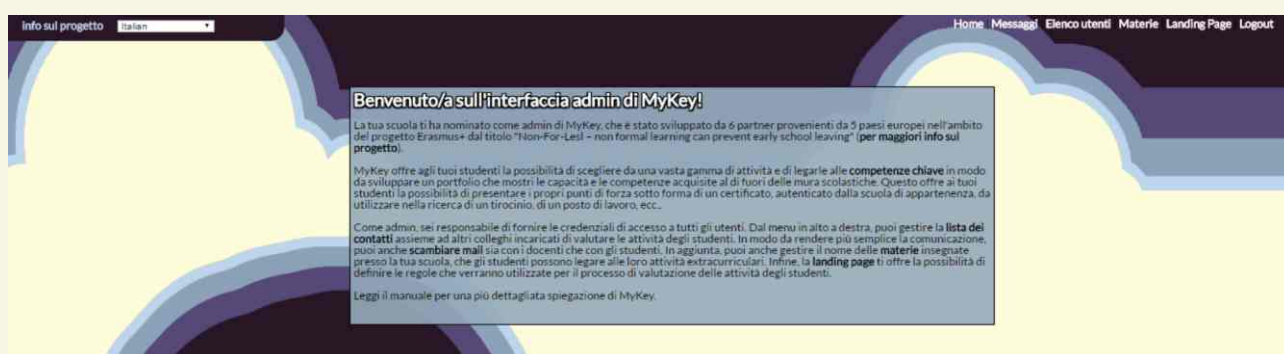 info sul progetto Italian
Home Messaggi Elenco utenti Materie Landing Page Logout
Benvenuto/a sull'interfaccia admin di MyKey!
La tua scuola ti ha nominato come admin di MyKey, che è stato sviluppato da 6 partner provenienti da 5 paesi europei nell'ambito
del progetto Erasmus+ dal titolo "Non-For-Lesl – non formal learning can prevent early school leaving" (per maggiori info sul
progetto).
MyKey offre agli tuoi studenti la possibilità di scegliere da una vasta gamma di attività e di legarle alle competenze chiave in modo
da sviluppare un portfolio che mostri le capacità e le competenze acquisite al di fuori delle mura scolastiche. Questo offre ai tuoi
studenti la possibilità di presentare i propri punti di forza sotto forma di un certificato, autenticato dalla scuola di appartenenza, da
utilizzare nella ricerca di un tirocinio, di un posto di lavoro, ecc..
Come admin, sei responsabile di fornire le credenziali di accesso a tutti gli utenti. Dal menu in alto a destra, puoi gestire la lista dei
contatti assieme ad altri colleghi incaricati di valutare le attività degli studenti. In modo da rendere più semplice la comunicazione,
puoi anche scambiare mail sia con i docenti che con gli studenti. In aggiunta, puoi anche gestire il nome delle materie insegnate
presso la tua scuola, che gli studenti possono legare alle loro attività extracurriculari. Infine, la landing page ti offre la possibilità di
definire le regole che verranno utilizzate per il processo di valutazione delle attività degli studenti.
Leggi il manuale per una più dettagliata spiegazione di MyKey.